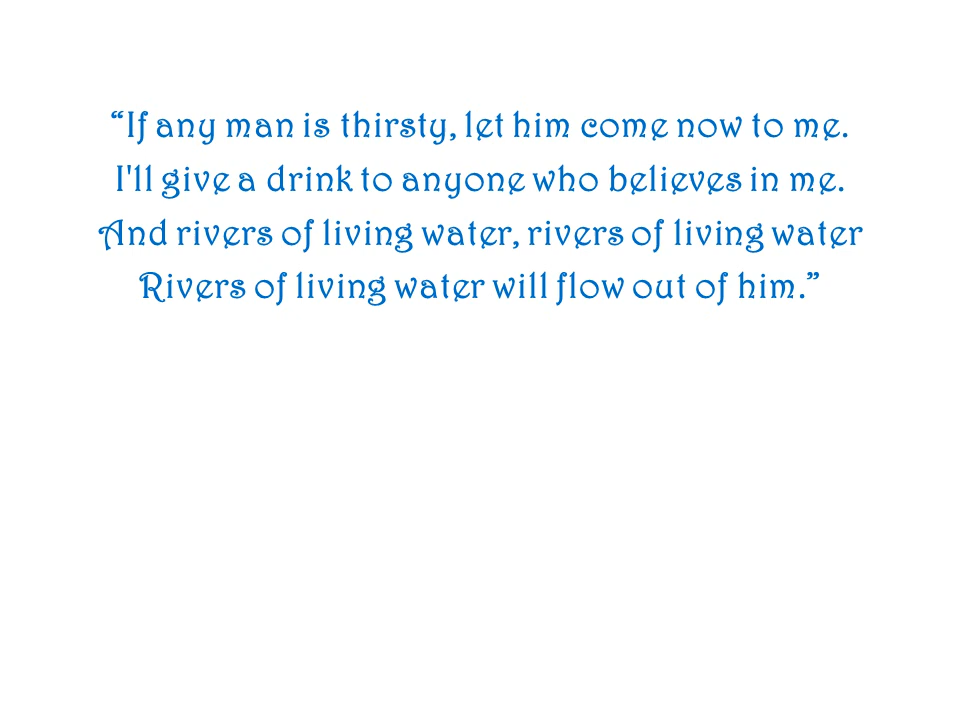 “If any man is thirsty, let him come now to me.
I'll give a drink to anyone who believes in me.
And rivers of living water, rivers of living water
Rivers of living water will flow out of him.”